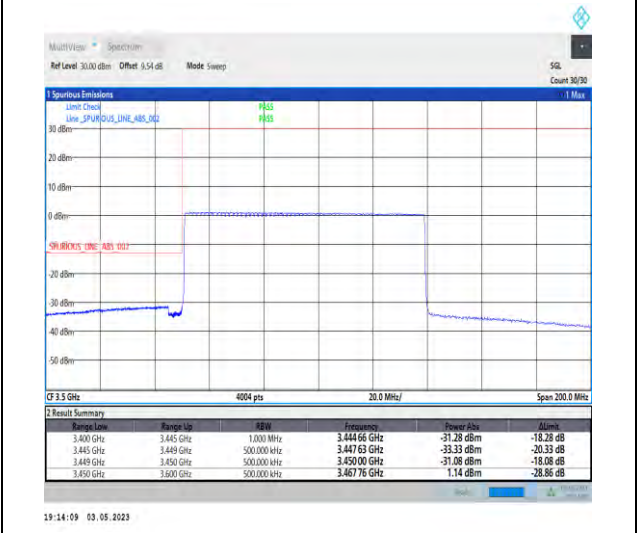 MultiView Spectrum
Ref Level 30.00 dBm Offset 9.54 dB Mode Sweep SGL
Count 30/30
1 Spurious Emissions 1 Max
Limit Check PASS
Line _SPURIOUS_LINE_ABS_002 PASS
30 dBm
20 dBm
10 dBm
0 dBm
_SPURIOUS_LINE_ABS_002
-20 dBm
-30 dBm
-40 dBm
-50 dBm
CF 3.5 GHz 4004 pts 20.0 MHz/ Span 200.0 MHz
2 Result Summary
Range Low Range Up RBW Frequency Power Abs ΔLimit
3.400 GHz 3.445 GHz 1.000 MHz 3.444 66 GHz -31.28 dBm -18.28 dB
3.445 GHz 3.449 GHz 500.000 kHz 3.447 63 GHz -33.33 dBm -20.33 dB
3.449 GHz 3.450 GHz 500.000 kHz 3.450 00 GHz -31.08 dBm -18.08 dB
3.450 GHz 3.600 GHz 500.000 kHz 3.467 76 GHz 1.14 dBm -28.86 dB
19:14:09 03.05.2023